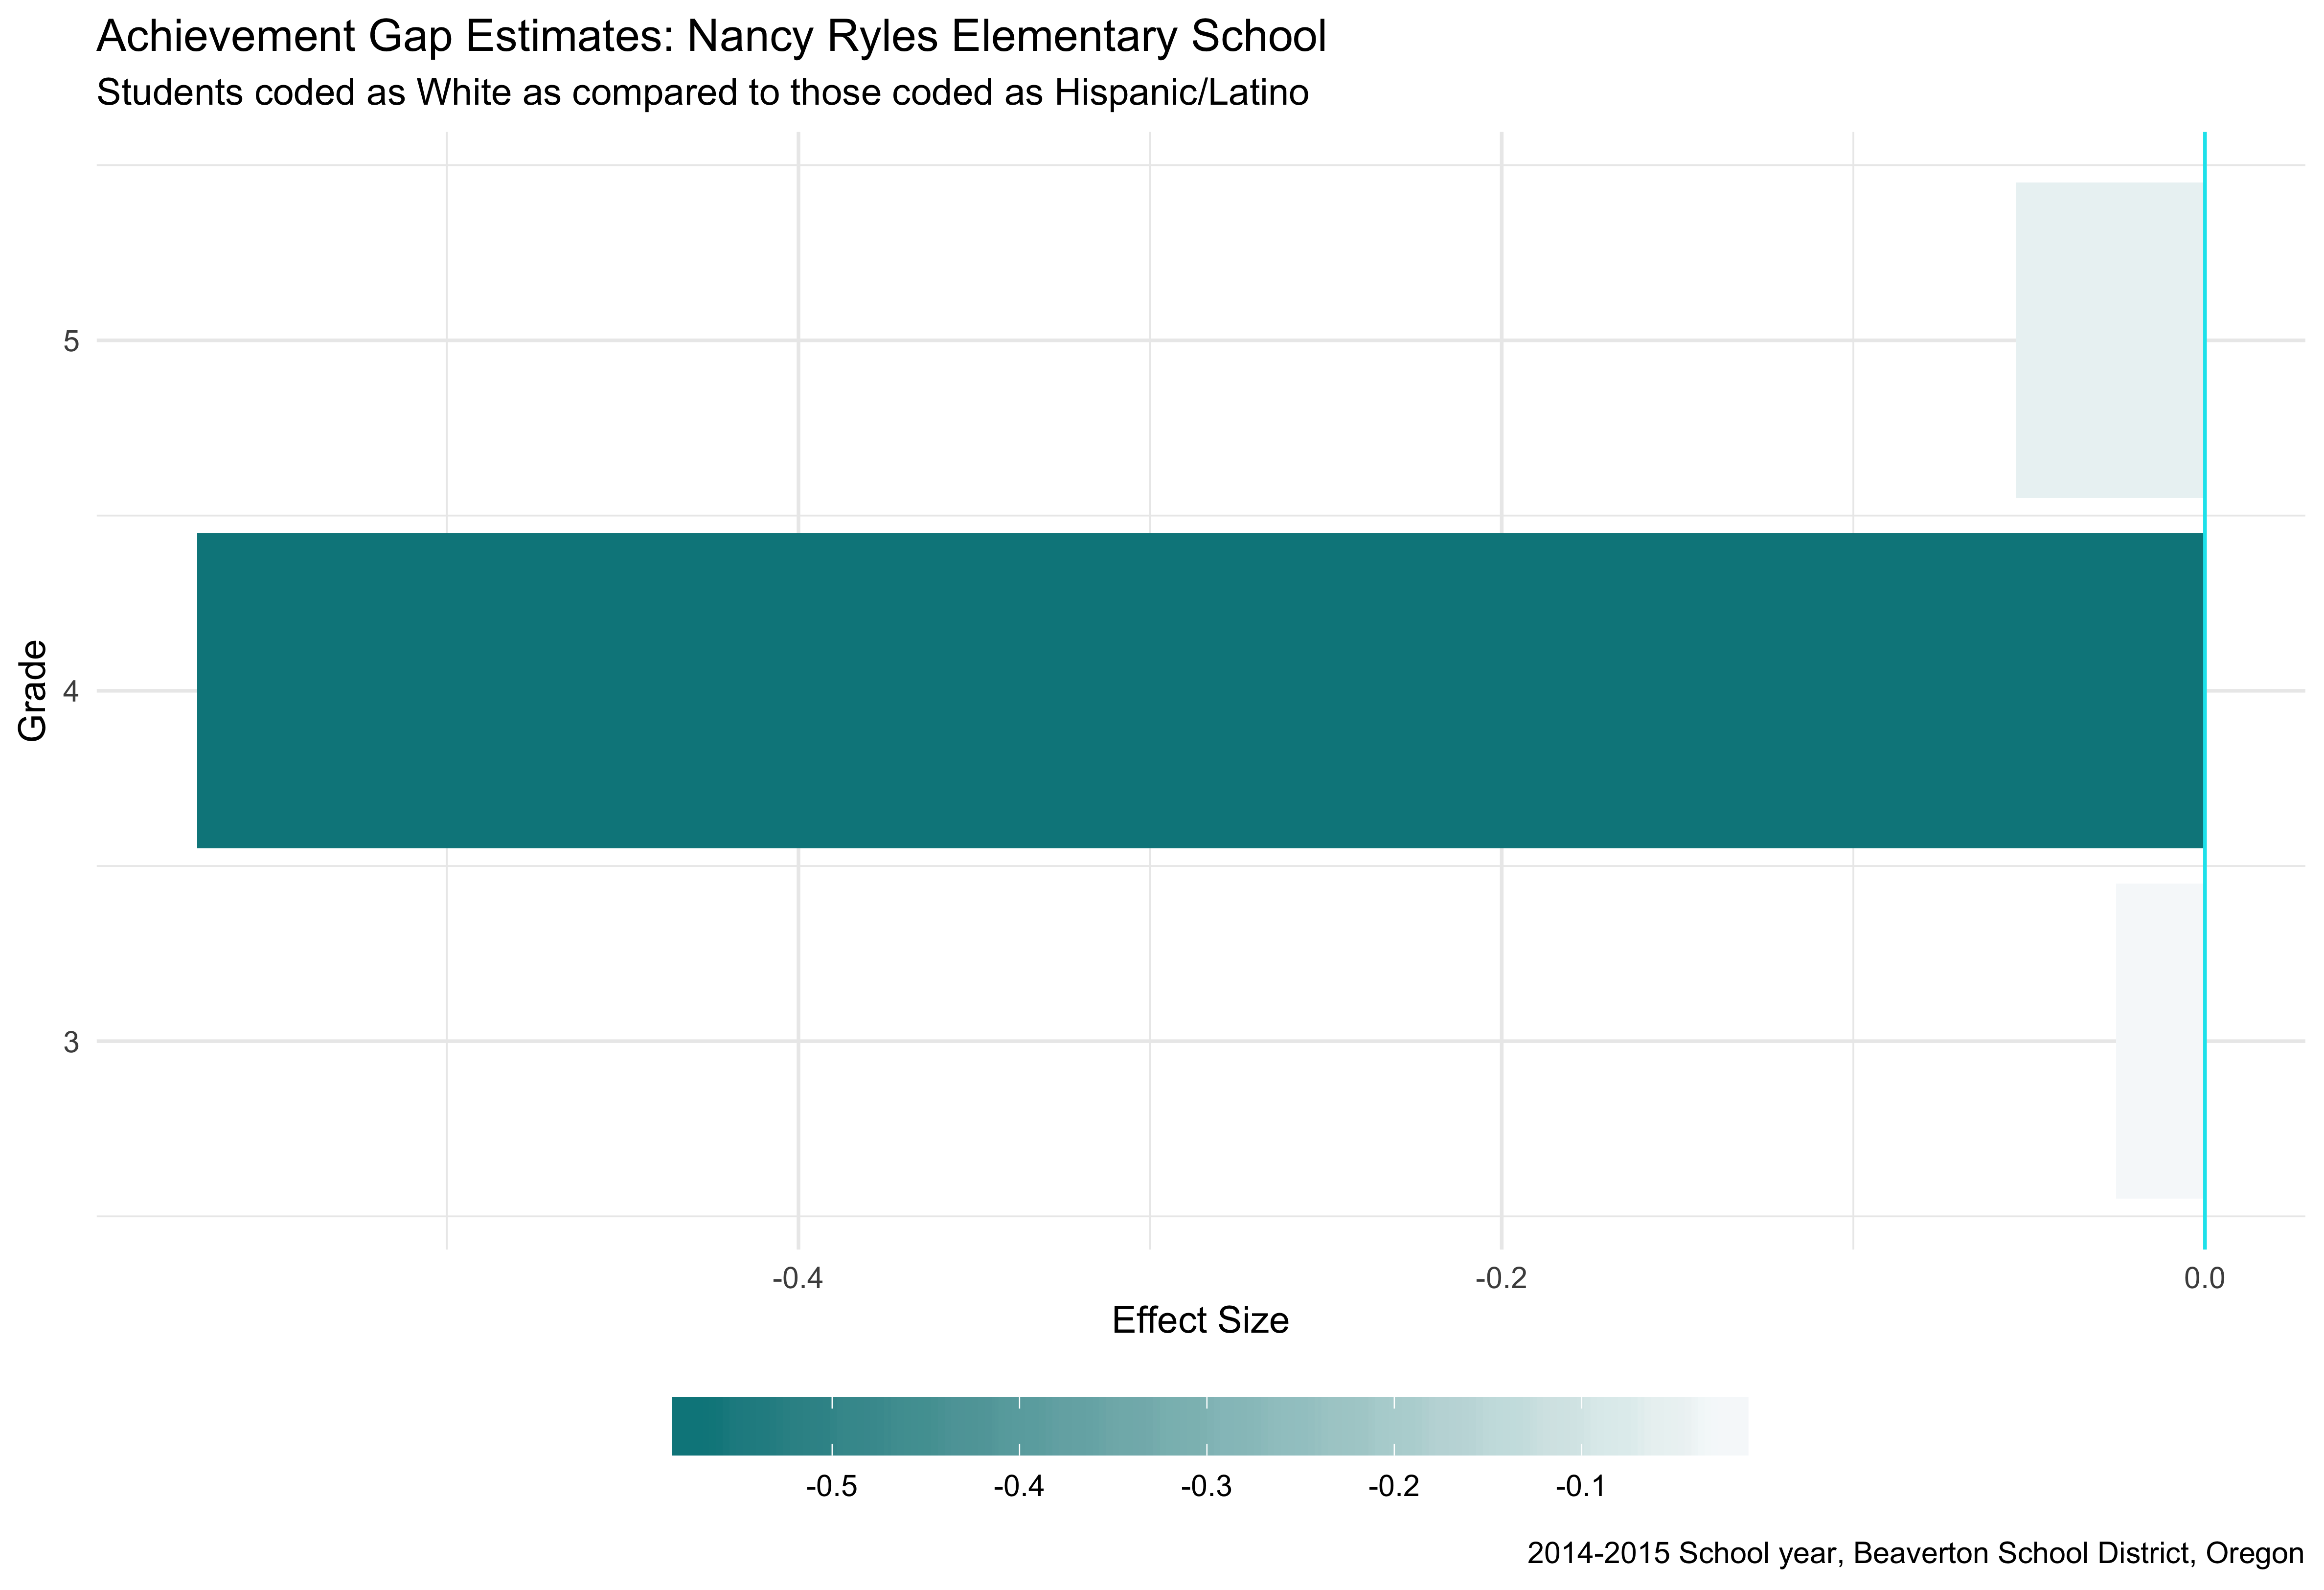 Achievement Gap Estimates: Nancy Ryles Elementary School
Students coded as White as compared to those coded as Hispanic/Latino
Grade
5
4
3
-0.4 -0.2 0.0
Effect Size
-0.5 -0.4 -0.3 -0.2 -0.1
2014-2015 School year, Beaverton School District, Oregon